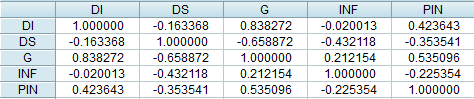 DI DS G INF PIN
DI 1.000000 -0.163368 0.838272 -0.020013 0.423643
DS -0.163368 1.000000 -0.658872 -0.432118 -0.353541
G 0.838272 -0.658872 1.000000 0.212154 0.535096
INF -0.020013 -0.432118 0.212154 1.000000 -0.225354
PIN 0.423643 -0.353541 0.535096 -0.225354 1.000000